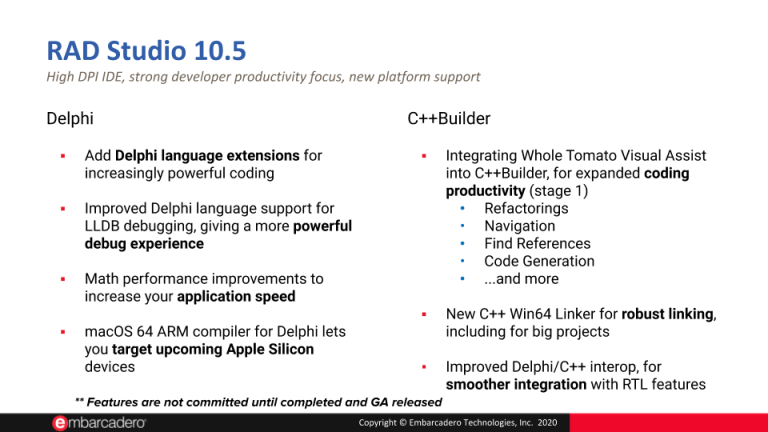 RAD Studio 10.5
High DPI IDE, strong developer productivity focus, new platform support
Delphi
Add Delphi language extensions for
increasingly powerful coding
Improved Delphi language support for
LLDB debugging, giving a more powerful
debug experience
Math performance improvements to
increase your application speed
macOS 64 ARM compiler for Delphi lets
you target upcoming Apple Silicon
devices
C++Builder
Integrating Whole Tomato Visual Assist
into C++Builder, for expanded coding
productivity (stage 1)
Refactorings
Navigation
Find References
Code Generation
...and more
New C++ Win64 Linker for robust linking,
including for big projects
Improved Delphi/C++ interop, for
smoother integration with RTL features
** Features are not committed until completed and GA released
embarcadero
Copyright © Embarcadero Technologies, Inc. 2020